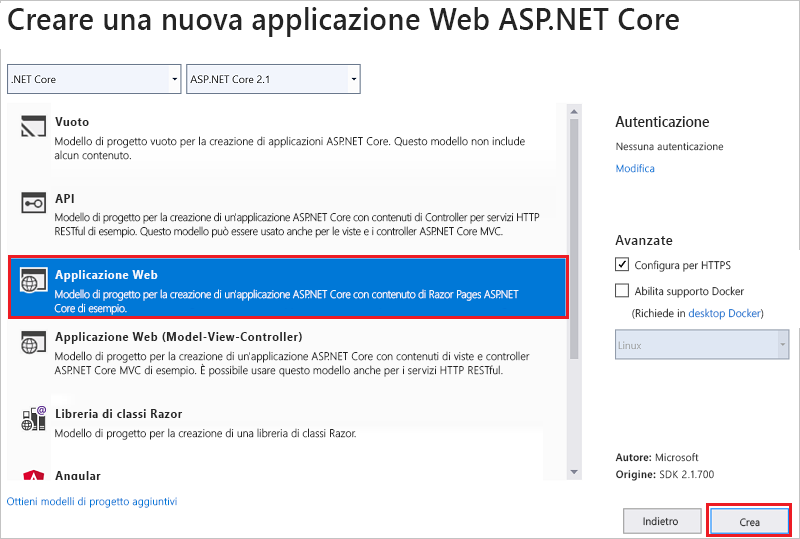 Creare una nuova applicazione Web ASP.NET Core
.NET Core
ASP.NET Core 2.1
Vuoto
Modello di progetto vuoto per la creazione di applicazioni ASP.NET Core. Questo modello non include
alcun contenuto.
API
Modello di progetto per la creazione di un'applicazione ASP.NET Core con contenuti di Controller per servizi HTTP
RESTful di esempio. Questo modello può essere usato anche per le viste e i controller ASP.NET Core MVC.
Applicazione Web
Modello di progetto per la creazione di un'applicazione ASP.NET Core con contenuto di Razor Pages ASP.NET
Core di esempio.
Applicazione Web (Model-View-Controller)
Modello di progetto per la creazione di un'applicazione ASP.NET Core con contenuti di viste e controller
ASP.NET Core MVC di esempio. È possibile usare questo modello anche per i servizi HTTP RESTful.
Libreria di classi Razor
Modello di progetto per la creazione di una libreria di classi Razor.
Angular
Ottieni modelli di progetto aggiuntivi
Autenticazione
Nessuna autenticazione
Modifica
Avanzate
Configura per HTTPS
Abilita supporto Docker
(Richiede in desktop Docker)
Linux
Autore: Microsoft
Origine: SDK 2.1.700
Indietro
Crea